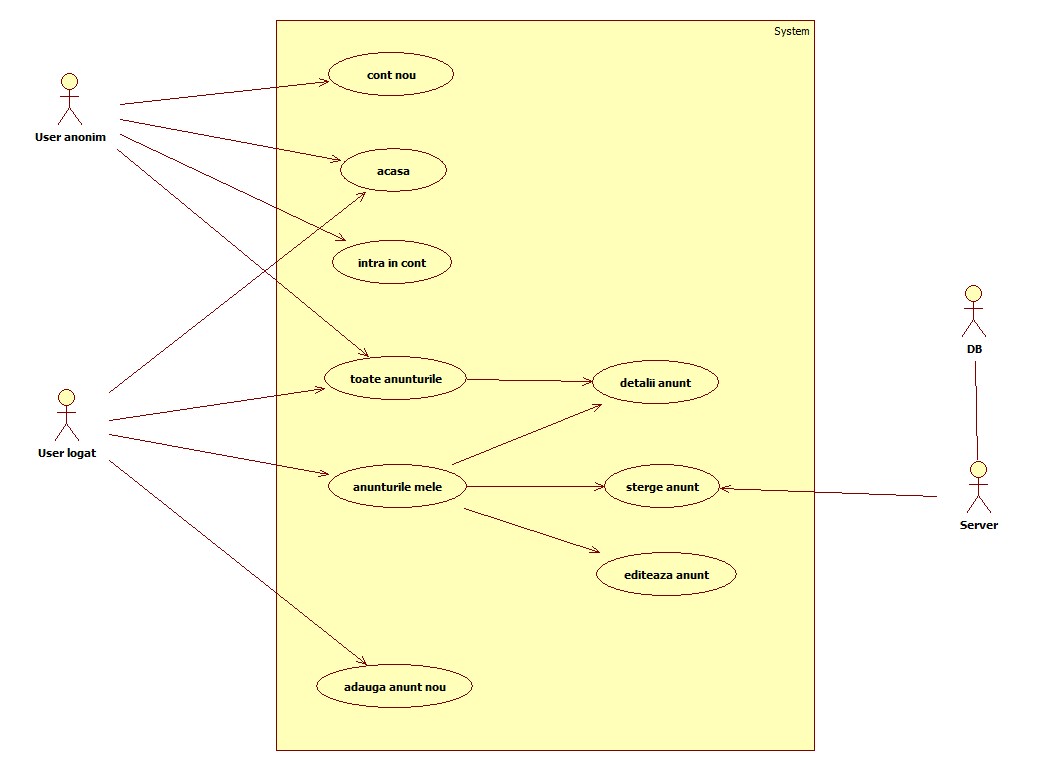 System
cont nou
User anonim
acasa
intra in cont
DB
toate anunturile
detalii anunt
User logat
anunturile mele
sterge anunt
Server
editeaza anunt
adauga anunt nou